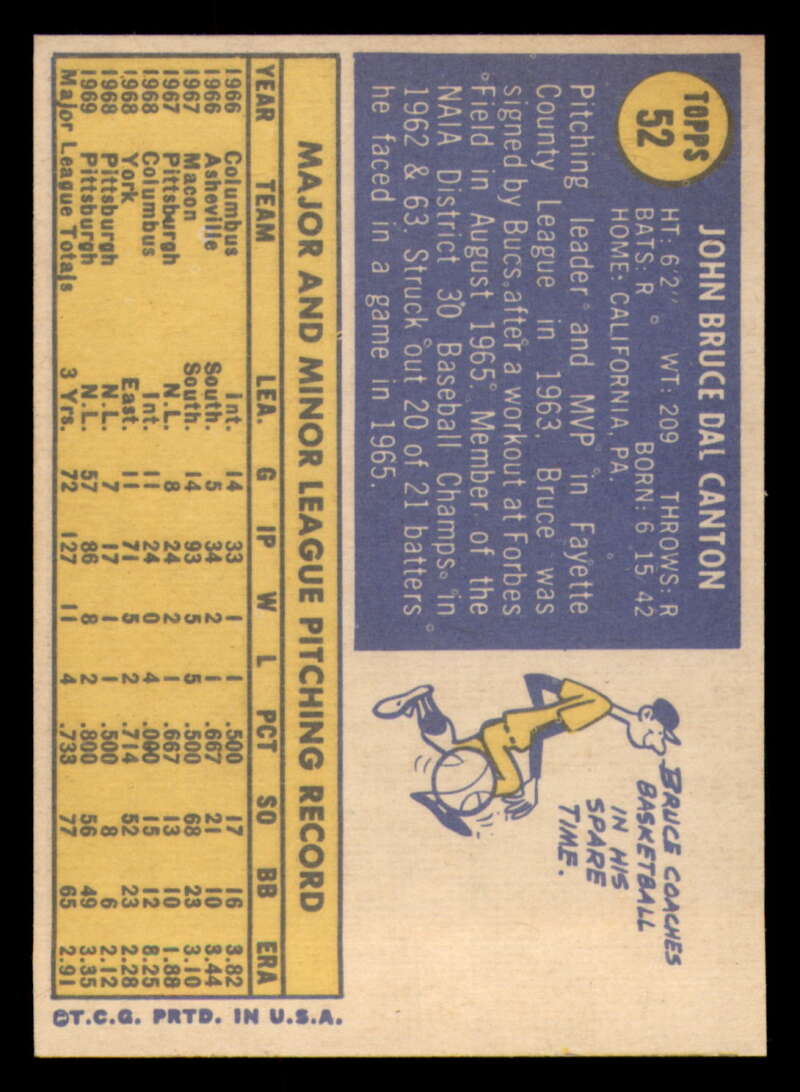 TOPPS
52
JOHN BRUCE DAL CANTON
HT: 6'2" WT: 209 THROWS: R
BATS: R BORN: 6 15 42
HOME: CALIFORNIA, PA.
Pitching leader and MVP in Fayette
County League in 1963, Bruce was
signed by Bucs after a workout at Forbes
Field in August 1965. Member of the
NAIA District 30 Baseball Champs in
1962 & 63. Struck out 20 of 21 batters
he faced in a game in 1965.
BRUCE COACHES
BASKETBALL
IN HIS
SPARE
TIME.
MAJOR AND MINOR LEAGUE PITCHING RECORD
YEAR TEAM LEA. G IP W L PCT SO BB ERA
1966 Columbus Int. 14 33 1 1 .500 17 16 3.82
1966 Asheville South. 5 34 2 1 .667 21 10 3.44
1967 Macon South. 14 93 5 5 .500 68 23 3.10
1967 Pittsburgh N.L. 8 24 2 1 .667 13 10 1.88
1968 Columbus Int. 11 24 0 4 .000 15 12 8.25
1968 York East. 11 71 5 2 .714 52 23 2.28
1968 Pittsburgh N.L. 7 17 1 1 .500 8 6 2.12
1969 Pittsburgh N.L. 57 86 8 2 .800 56 49 3.35
Major League Totals 3 Yrs. 72 127 11 4 .733 77 65 2.91
©T.C.G. PRTD. IN U.S.A.